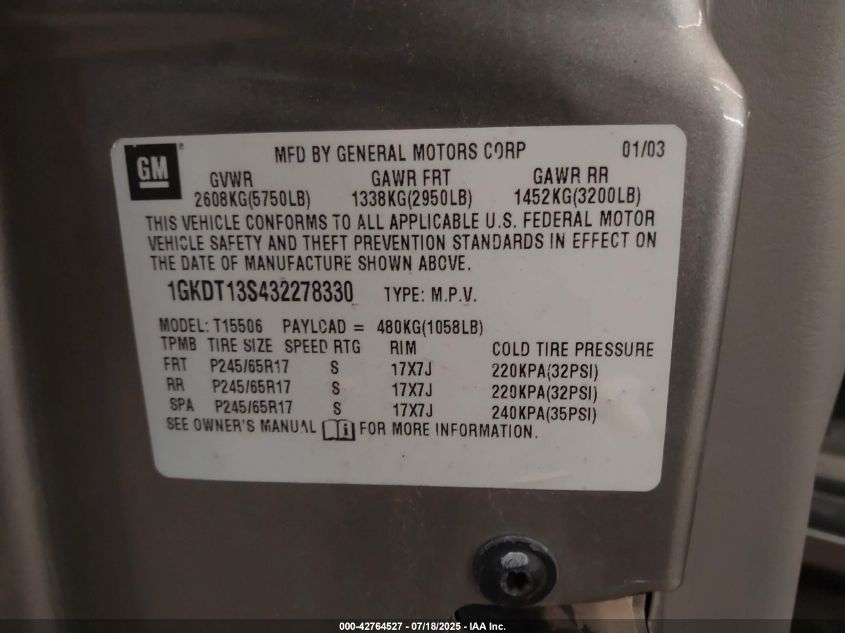 GM
MFD BY GENERAL MOTORS CORP 01/03
GVWR GAWR FRT GAWR RR
2608KG(5750LB) 1338KG(2950LB) 1452KG(3200LB)
THIS VEHICLE CONFORMS TO ALL APPLICABLE U.S. FEDERAL MOTOR
VEHICLE SAFETY AND THEFT PREVENTION STANDARDS IN EFFECT ON
THE DATE OF MANUFACTURE SHOWN ABOVE.
1GKDT13S432278330 TYPE: M.P.V.
MODEL: T15506 PAYLOAD = 480KG(1058LB)
TPMB TIRE SIZE SPEED RTG RIM COLD TIRE PRESSURE
FRT P245/65R17 S 17X7J 220KPA(32PSI)
RR P245/65R17 S 17X7J 220KPA(32PSI)
SPA P245/65R17 S 17X7J 240KPA(35PSI)
SEE OWNER'S MANUAL i FOR MORE INFORMATION.
000-42764527 - 07/18/2025 - IAA Inc.